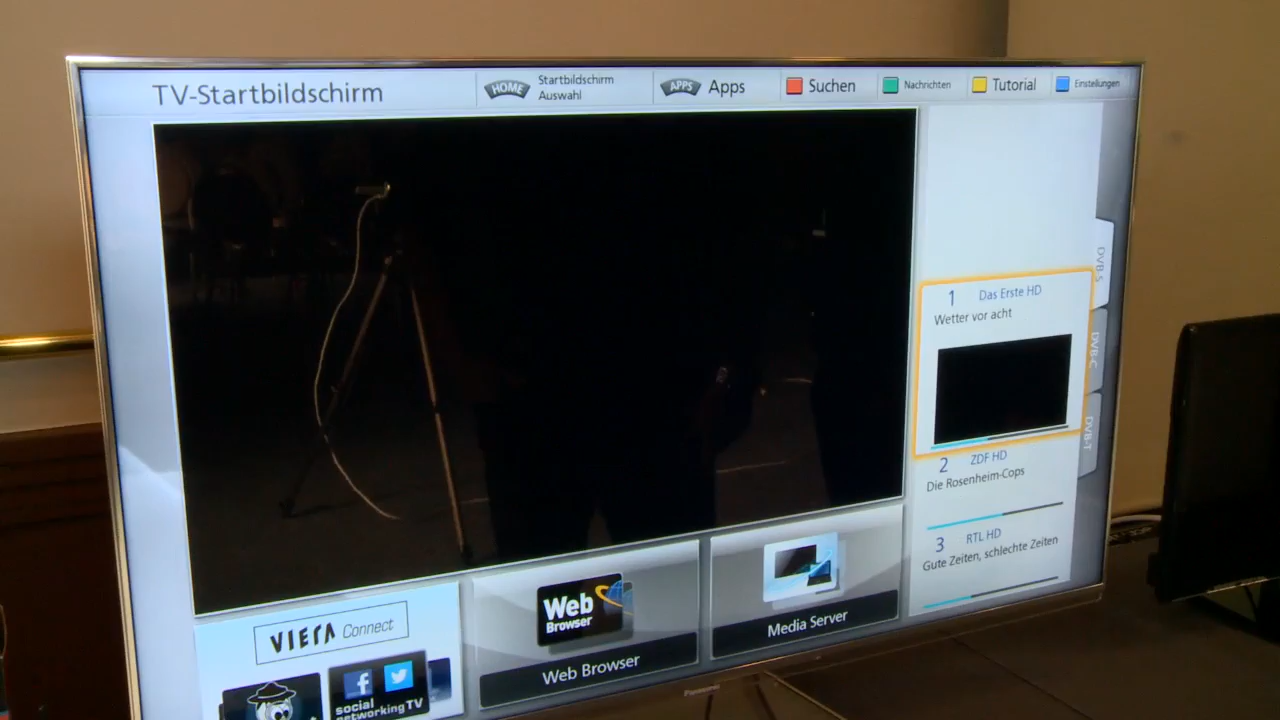 TV-Startbildschirm
HOME
Startbildschirm
Auswahl
APPS
Apps
Suchen
Nachrichten
Tutorial
Einstellungen
DVB-S
DVB-C
DVB-T
1 Das Erste HD
Wetter vor acht
2 ZDF HD
Die Rosenheim-Cops
3 RTL HD
Gute Zeiten, schlechte Zeiten
VIERA Connect
social
networking TV
Web
Browser
Web Browser
Media Server
Panasonic